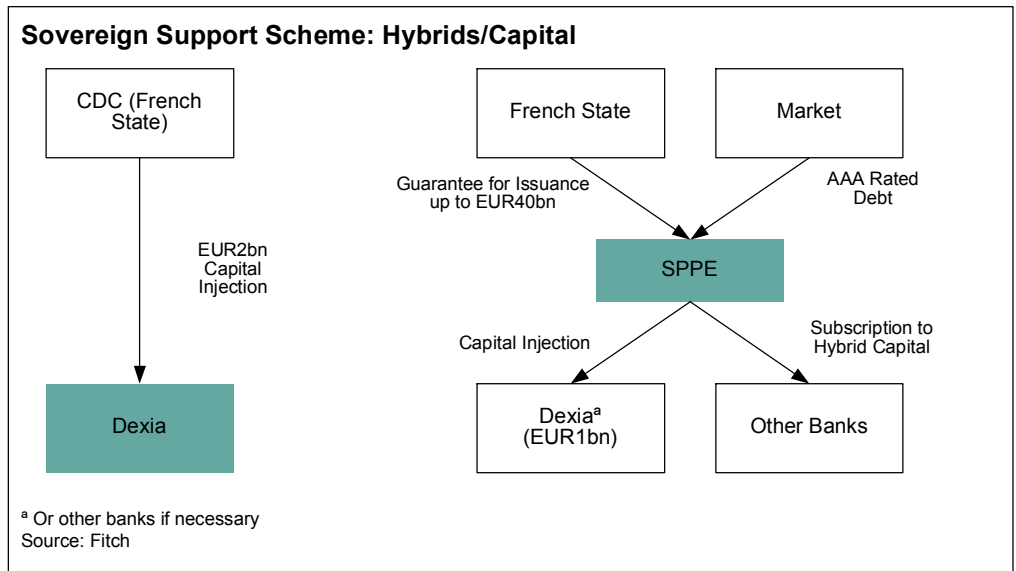 Sovereign Support Scheme: Hybrids/Capital
CDC (French
State)
EUR2bn
Capital
Injection
Dexia
French State
Market
Guarantee for Issuance
up to EUR40bn
AAA Rated
Debt
SPPE
Capital Injection
Subscription to
Hybrid Capital
Dexiaᵃ
(EUR1bn)
Other Banks
ᵃ Or other banks if necessary
Source: Fitch